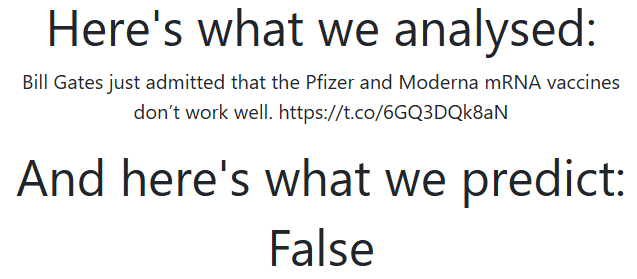 Here's what we analysed:
Bill Gates just admitted that the Pfizer and Moderna mRNA vaccines
don’t work well. https://t.co/6GQ3DQk8aN
And here's what we predict:
False